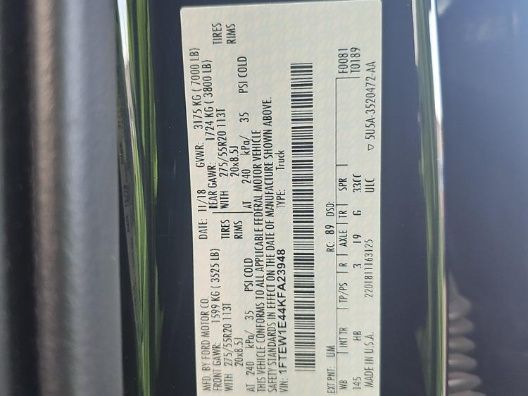 MFD. BY FORD MOTOR CO.
DATE: 11/18 GVWR: 3175 KG (7000 LB)
FRONT GAWR: 1599 KG (3525 LB) REAR GAWR: 1724 KG (3800 LB)
WITH 275/55R20 113T TIRES WITH 275/55R20 113T TIRES
20x8.5J RIMS 20x8.5J RIMS
AT 240 kPa/ 35 PSI COLD AT 240 kPa/ 35 PSI COLD
THIS VEHICLE CONFORMS TO ALL APPLICABLE FEDERAL MOTOR VEHICLE
SAFETY STANDARDS IN EFFECT ON THE DATE OF MANUFACTURE SHOWN ABOVE.
VIN: 1FTEW1E44KFA23948 TYPE: Truck
F0081
T0189
EXT PNT: UM RC: 89 DSO:
WB INT TR TP/PS R AXLE TR SPR
145 HB 3 19 6 33CC
MADE IN U.S.A. 2201811163125 ULC
5U5A-3520472-AA